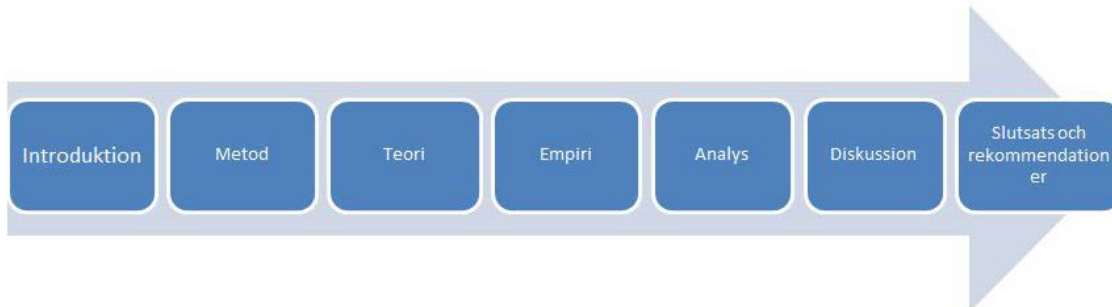 Introduktion
Metod
Teori
Empiri
Analys
Diskussion
Slutsats och
rekommendation
er